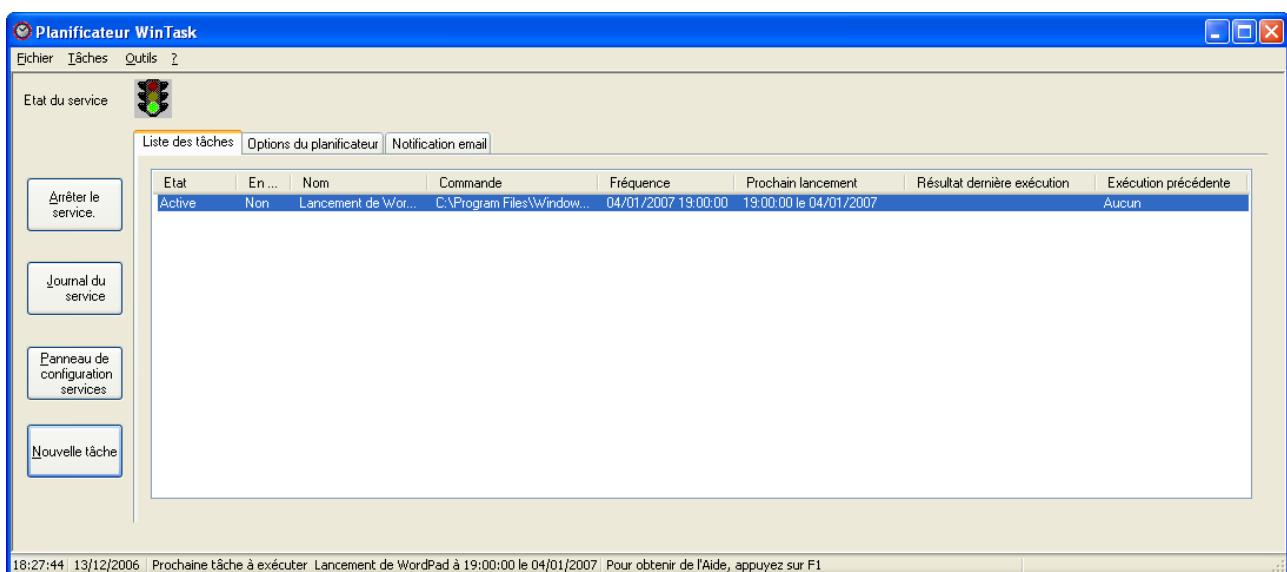 Planificateur WinTask
Fichier Tâches Outils ?
Etat du service
Liste des tâches Options du planificateur Notification email
Arrêter le service.
Journal du service
Panneau de configuration services
Nouvelle tâche
Etat En ... Nom Commande Fréquence Prochain lancement Résultat dernière exécution Exécution précédente
Active Non Lancement de Wor... C:\Program Files\Window... 04/01/2007 19:00:00 19:00:00 le 04/01/2007 Aucun
18:27:44 13/12/2006 Prochaine tâche à exécuter Lancement de WordPad à 19:00:00 le 04/01/2007 Pour obtenir de l'Aide, appuyez sur F1